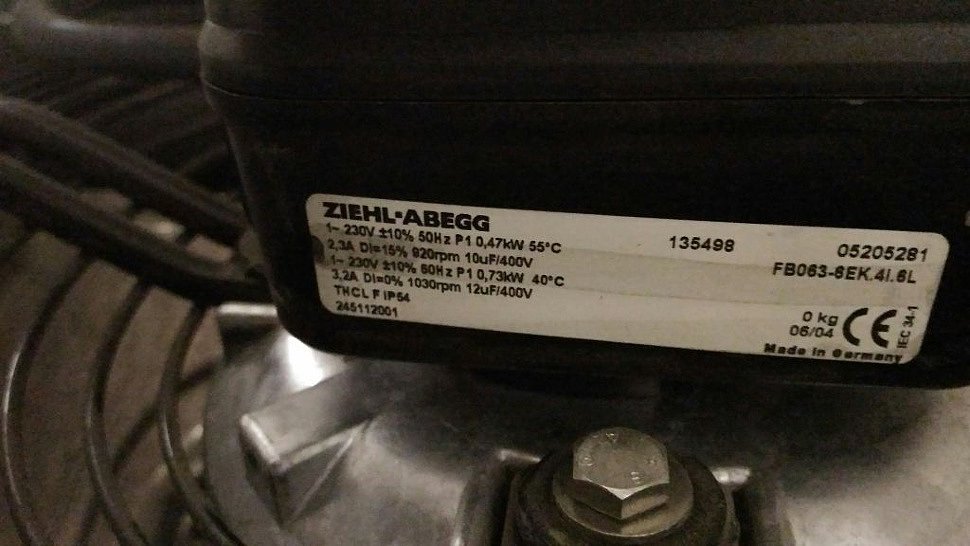 ZIEHL-ABEGG
1~ 230V ±10% 50Hz P1 0,47kW 55°C
2,3A DI=15% 920rpm 10uF/400V
1~ 230V ±10% 60Hz P1 0,73kW 40°C
3,2A DI=0% 1030rpm 12uF/400V
THCL F IP54
245112001
135498
05205281
FB063-6EK.4I.6L
0 kg
06/04
CE
IEC 34-1
Made in Germany